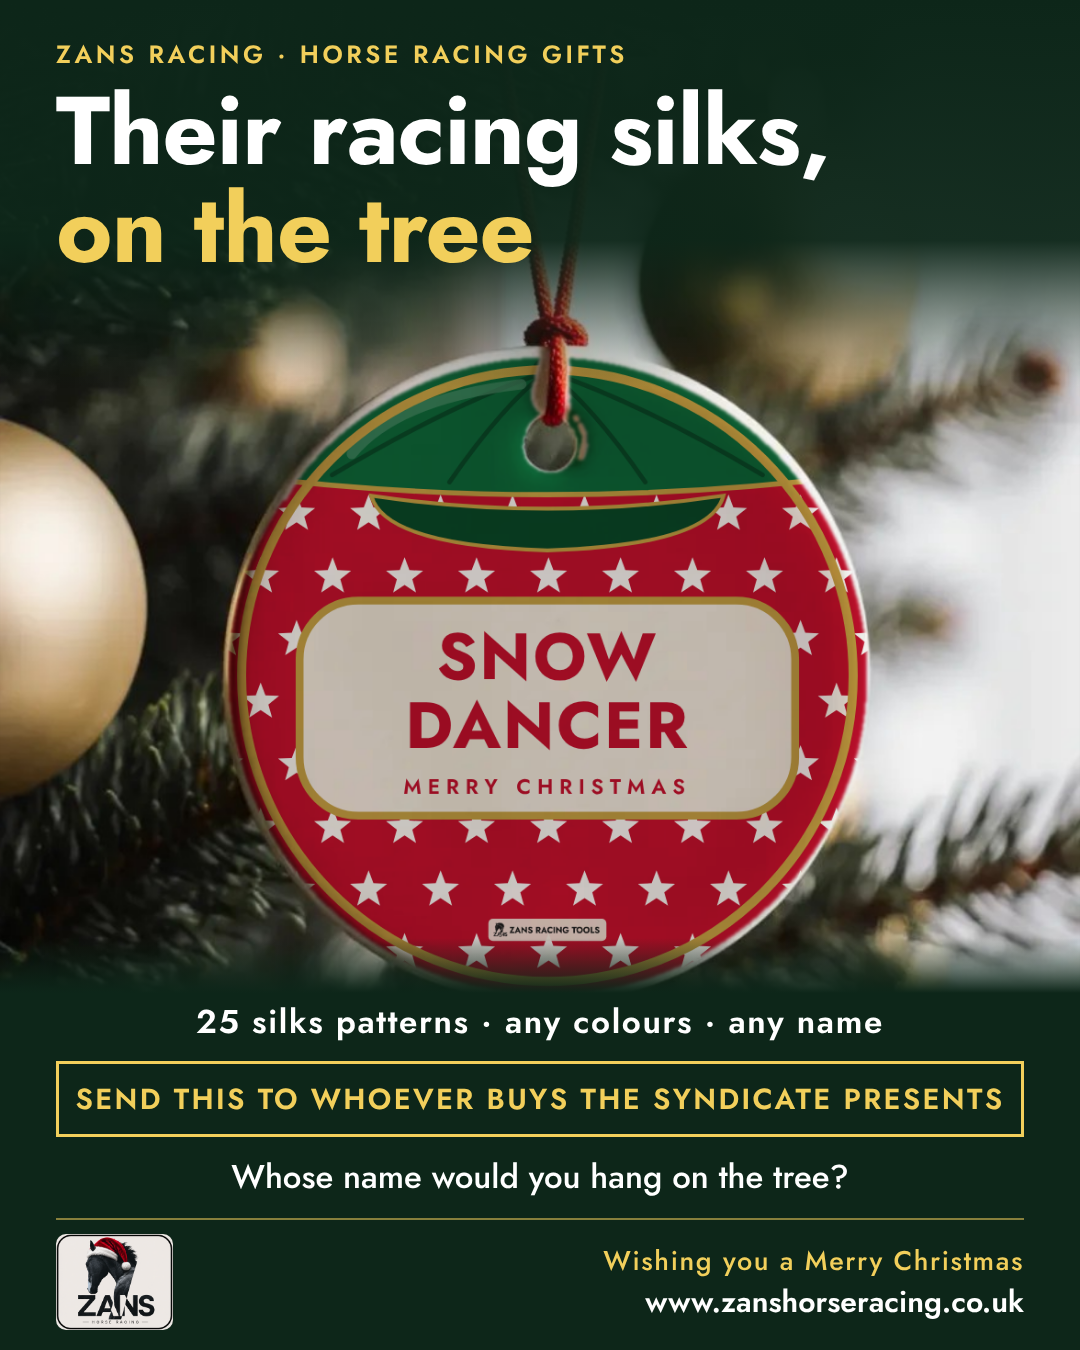 ZANS RACING · HORSE RACING GIFTS
Their racing silks,
on the tree
SNOW
DANCER
MERRY CHRISTMAS
ZANS RACING TOOLS
25 silks patterns · any colours · any name
SEND THIS TO WHOEVER BUYS THE SYNDICATE PRESENTS
Whose name would you hang on the tree?
ZANS
HORSE RACING
Wishing you a Merry Christmas
www.zanshorseracing.co.uk